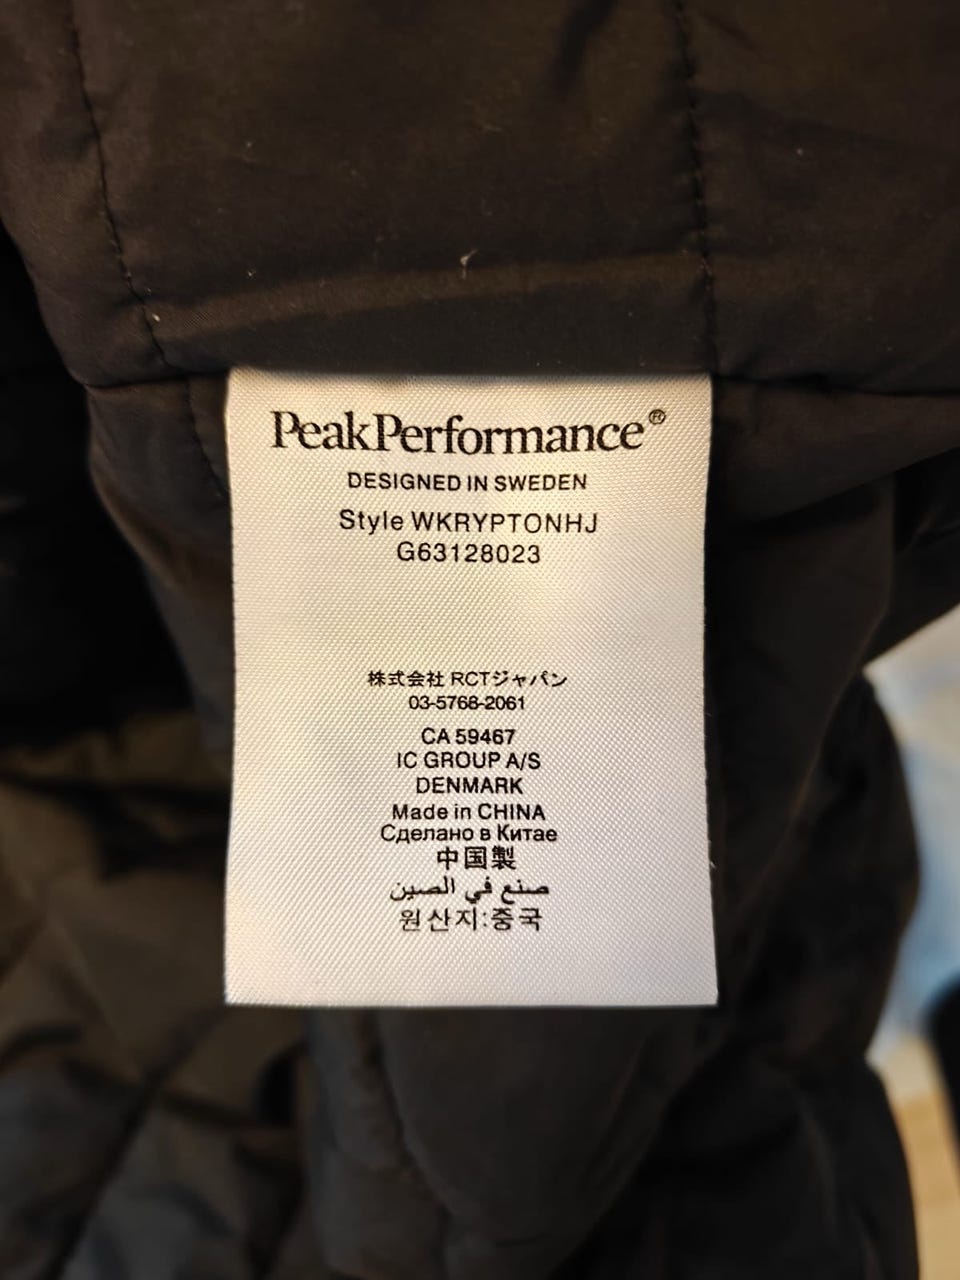 PeakPerformance®
DESIGNED IN SWEDEN
Style WKRYPTONHJ
G63128023
株式会社 RCTジャパン
03-5768-2061
CA 59467
IC GROUP A/S
DENMARK
Made in CHINA
Сделано в Китае
中国製
صنع في الصين
원산지:중국